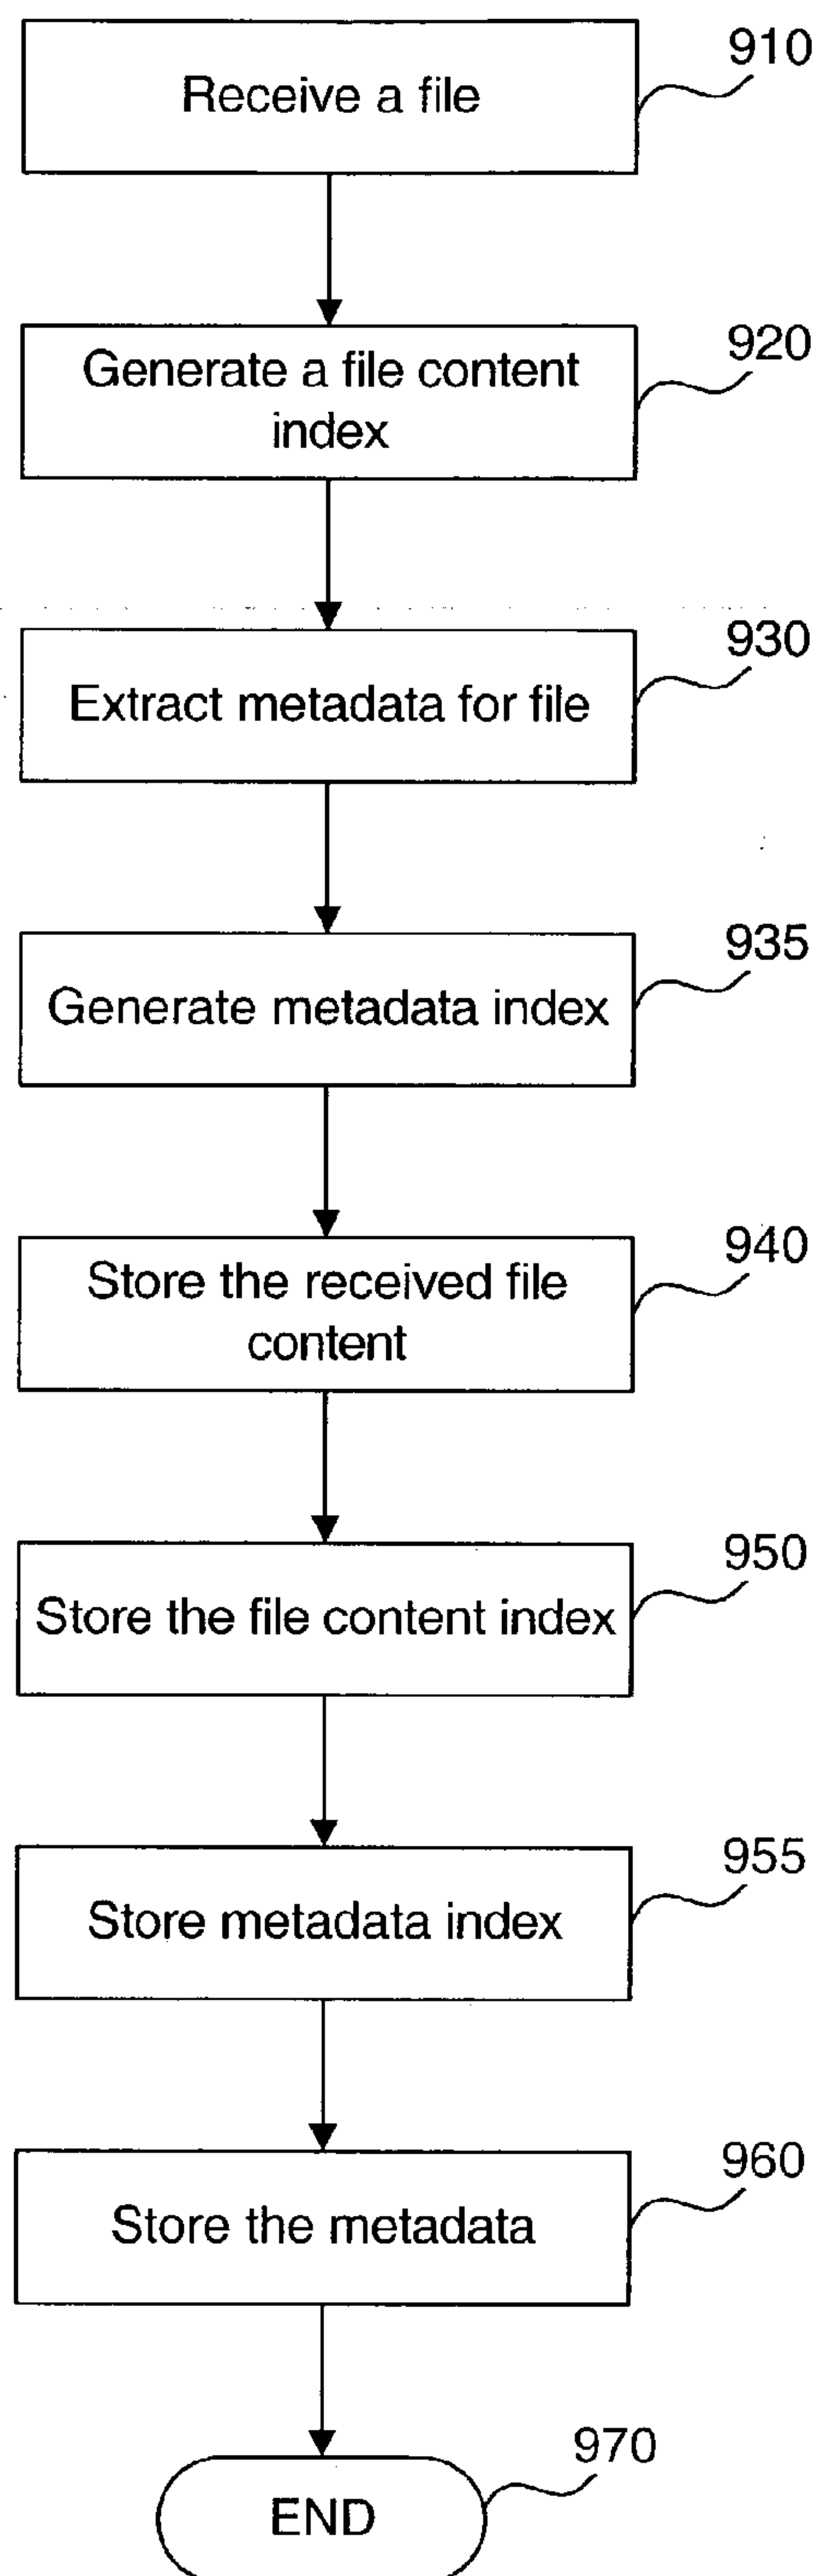 Receive a file
910
Generate a file content
index
920
Extract metadata for file
930
Generate metadata index
935
Store the received file
content
940
Store the file content index
950
Store metadata index
955
Store the metadata
960
END
970